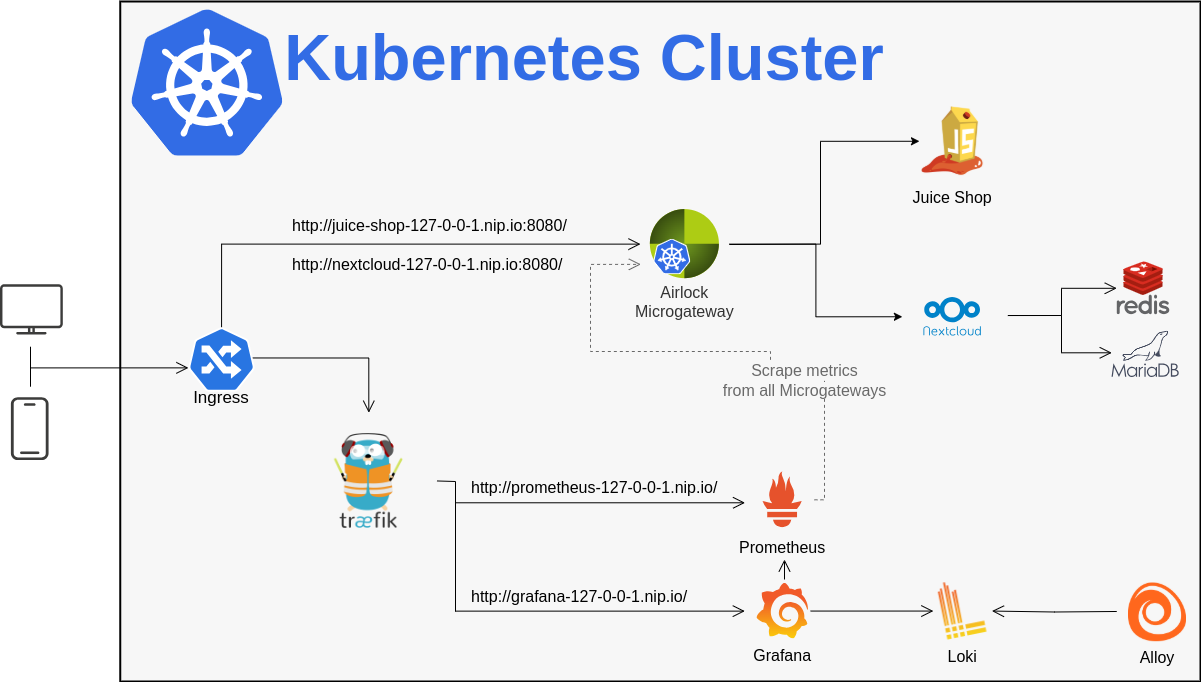 Kubernetes Cluster
JS
Juice Shop
http://juice-shop-127-0-0-1.nip.io:8080/
http://nextcloud-127-0-0-1.nip.io:8080/
Airlock
Microgateway
redis
Nextcloud
MariaDB
Ingress
Scrape metrics
from all Microgateways
træfik
http://prometheus-127-0-0-1.nip.io/
Prometheus
http://grafana-127-0-0-1.nip.io/
Grafana
Loki
Alloy